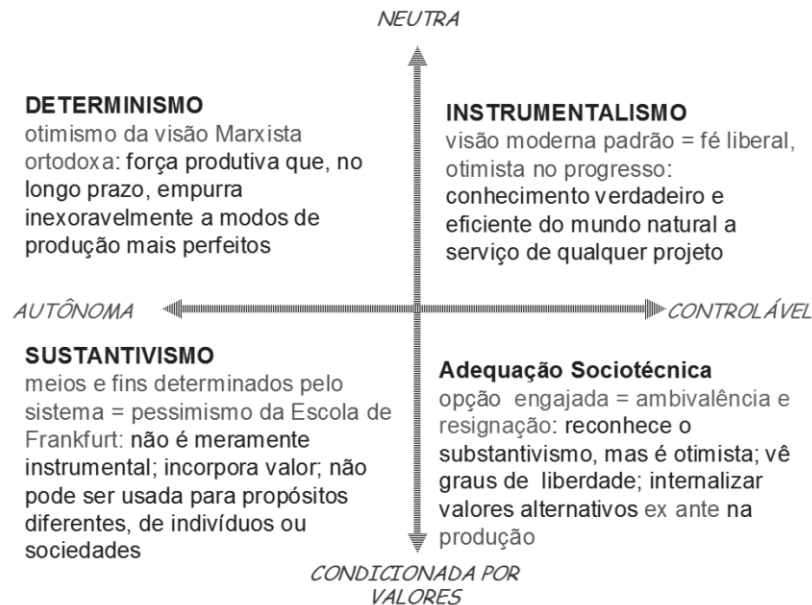 NEUTRA
DETERMINISMO
otimismo da visão Marxista
ortodoxa: força produtiva que, no
longo prazo, empurra
inexoravelmente a modos de
produção mais perfeitos
INSTRUMENTALISMO
visão moderna padrão = fé liberal,
otimista no progresso:
conhecimento verdadeiro e
eficiente do mundo natural a
serviço de qualquer projeto
AUTÔNOMA
CONTROLÁVEL
SUSTANTIVISMO
meios e fins determinados pelo
sistema = pessimismo da Escola de
Frankfurt: não é meramente
instrumental; incorpora valor; não
pode ser usada para propósitos
diferentes, de indivíduos ou
sociedades
Adequação Sociotécnica
opção engajada = ambivalência e
resignação: reconhece o
substantivismo, mas é otimista; vê
graus de liberdade; internalizar
valores alternativos ex ante na
produção
CONDICIONADA POR
VALORES